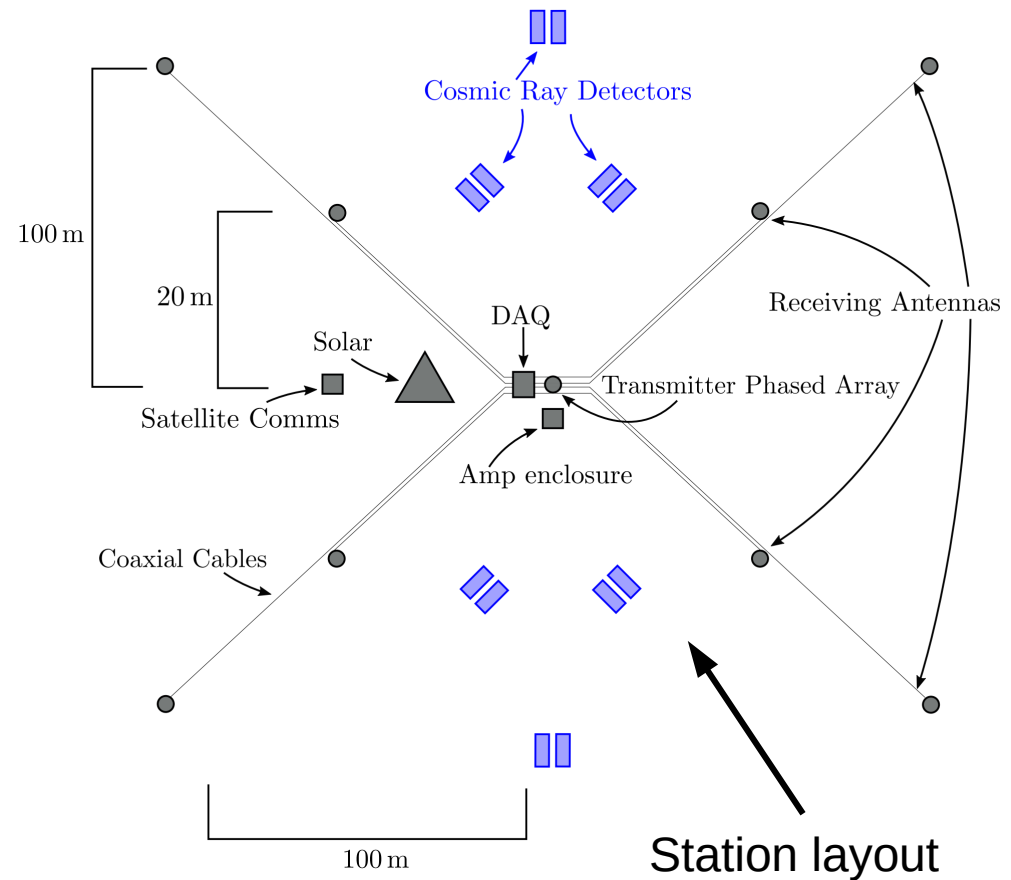 Cosmic Ray Detectors
100 m
20 m
Receiving Antennas
DAQ
Solar
Transmitter Phased Array
Satellite Comms
Amp enclosure
Coaxial Cables
Station layout
100 m